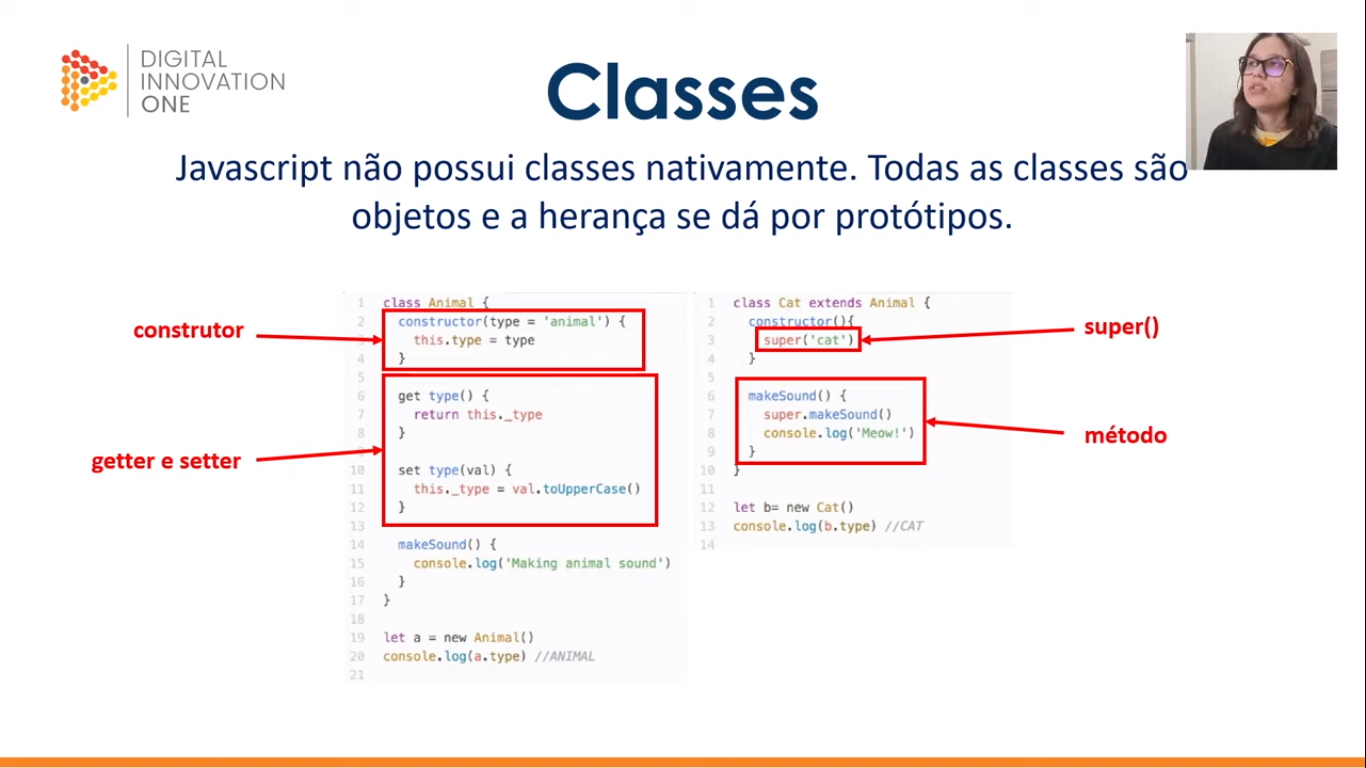 DIGITAL
INNOVATION
ONE
Classes
Javascript não possui classes nativamente. Todas as classes são
objetos e a herança se dá por protótipos.
construtor
getter e setter
1 class Animal {
2 constructor(type = 'animal') {
this.type = type
4 }
5
6 get type() {
7 return this._type
8 }
10 set type(val) {
11 this._type = val.toUpperCase()
12 }
13
14 makeSound() {
15 console.log('Making animal sound')
16 }
17 }
18
19 let a = new Animal()
20 console.log(a.type) //ANIMAL
21
1 class Cat extends Animal {
2 constructor(){
3 super('cat')
4 }
5
6 makeSound() {
7 super.makeSound()
8 console.log('Meow!')
9 }
10 }
11
12 let b= new Cat()
13 console.log(b.type) //CAT
14
super()
método